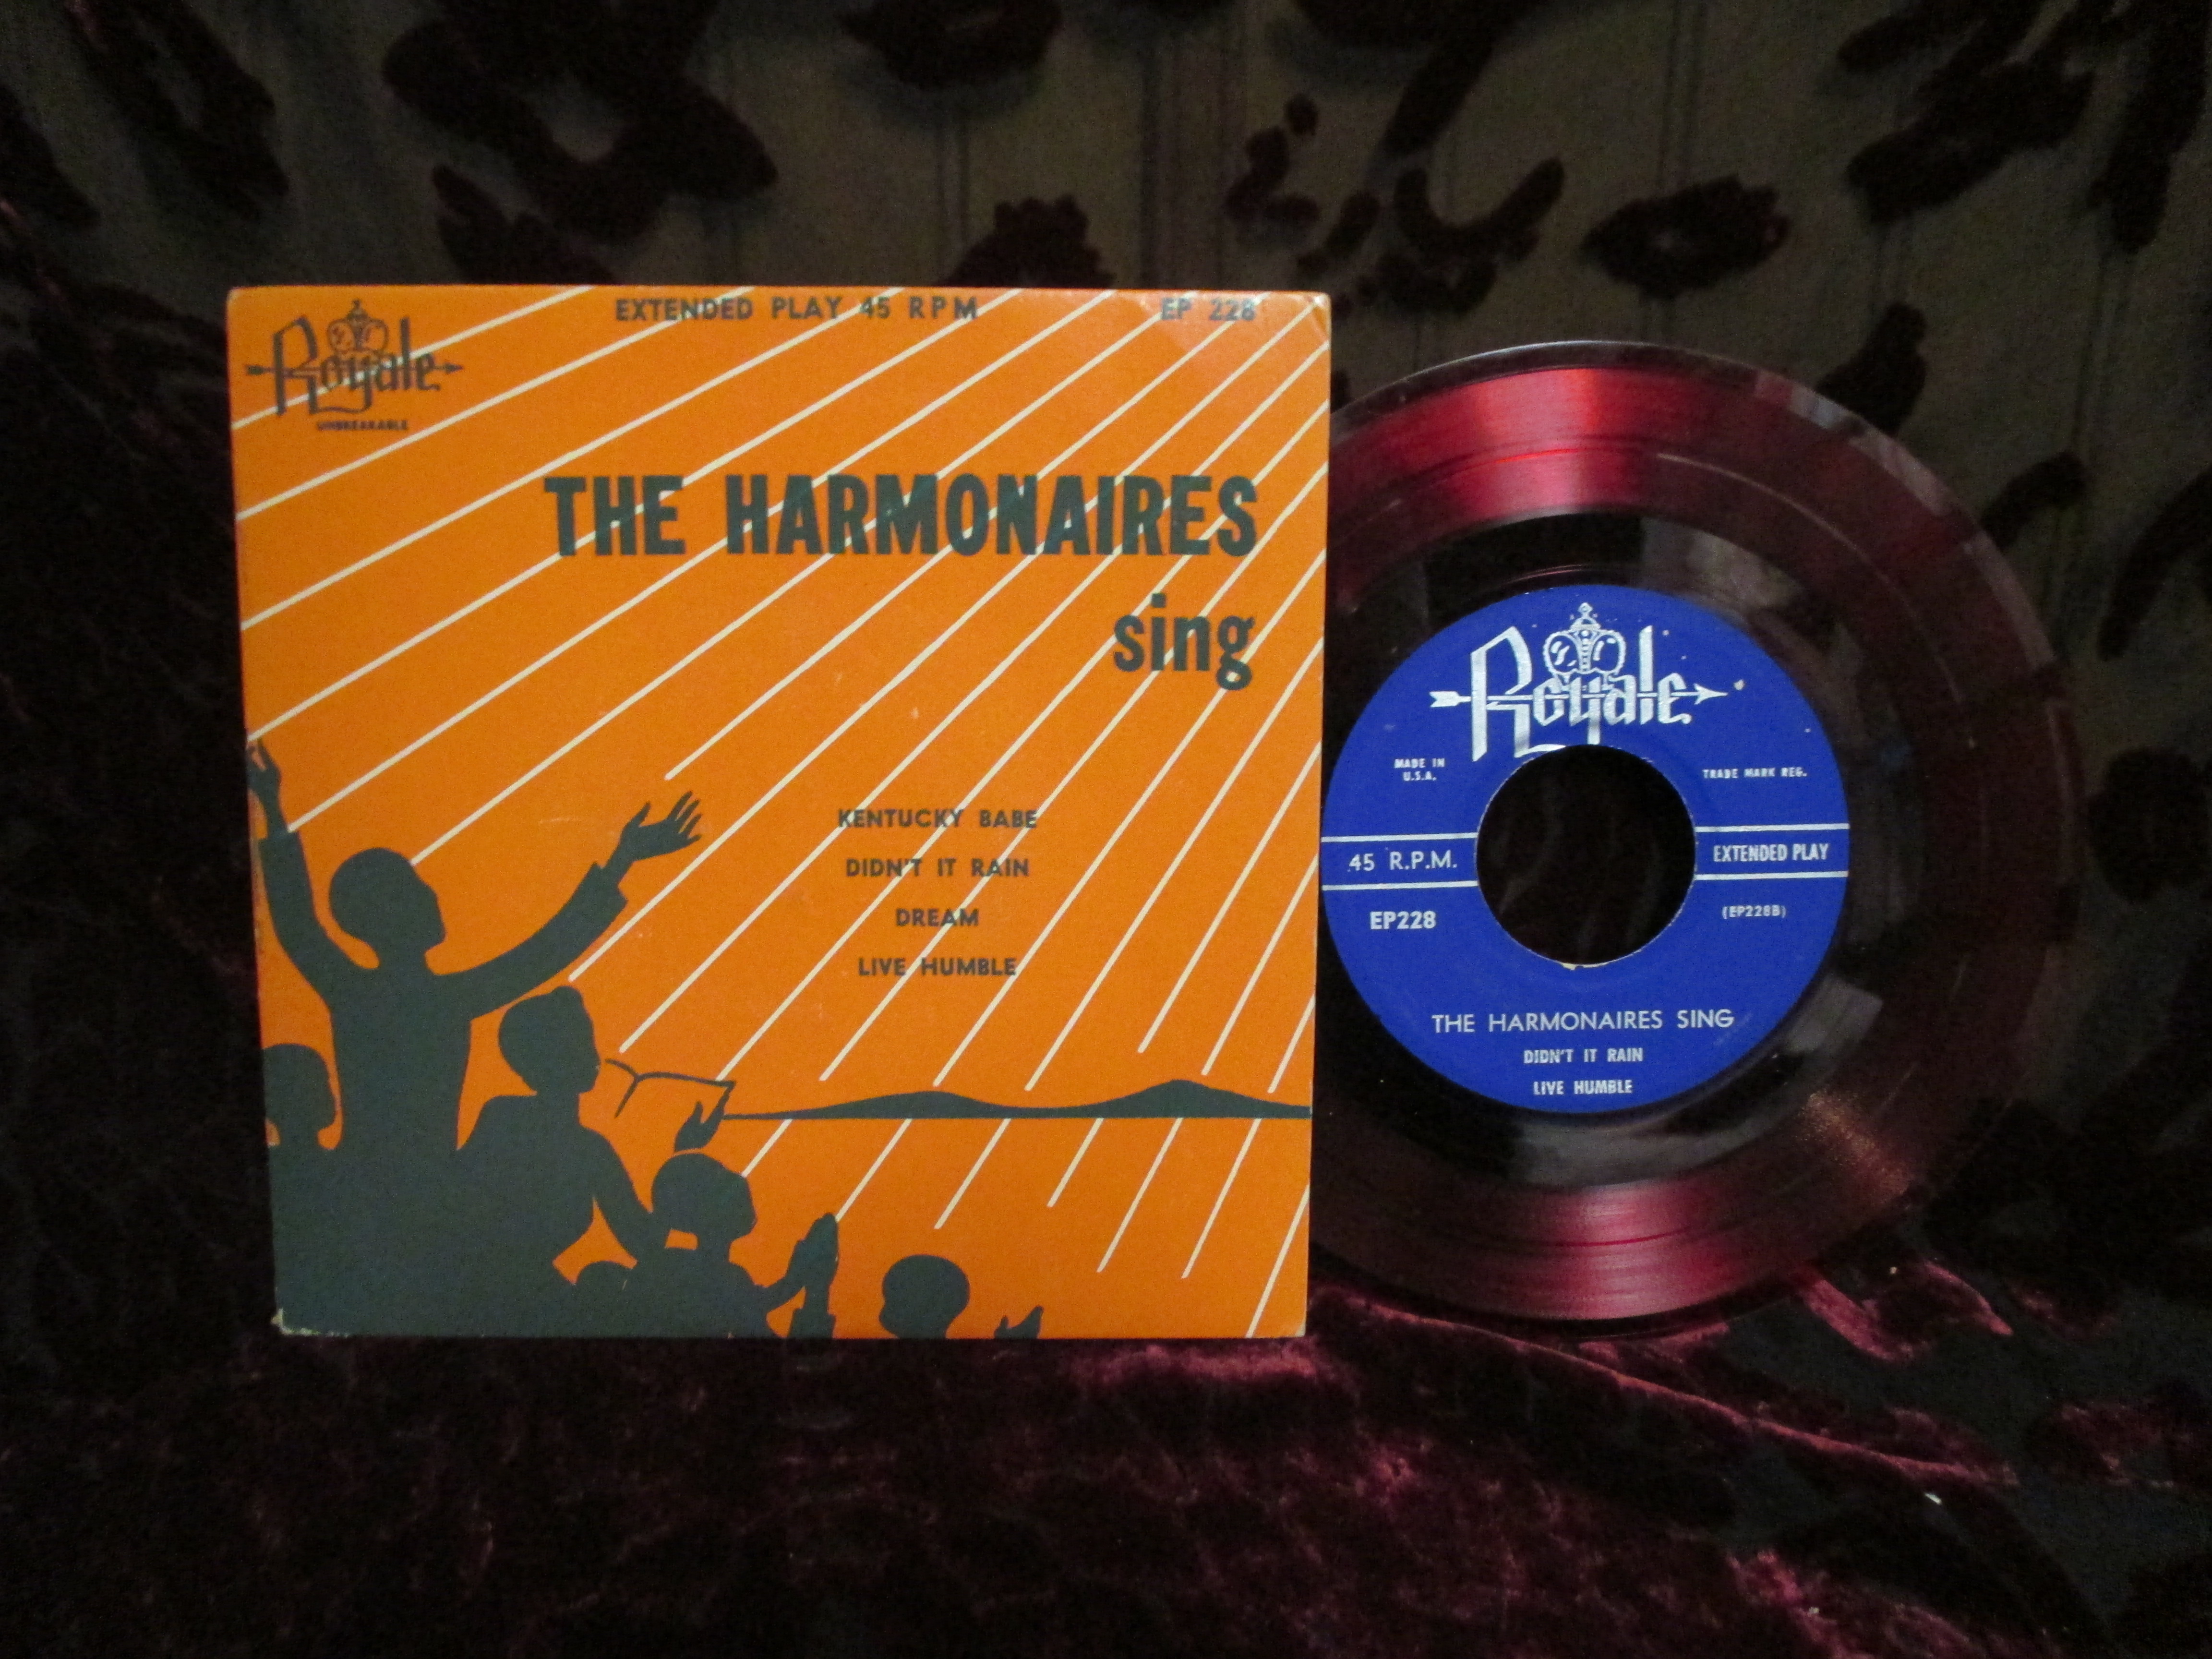 EXTENDED PLAY 45 RPM EP 228
Royale
UNBREAKABLE
THE HARMONAIRES
sing
KENTUCKY BABE
DIDN'T IT RAIN
DREAM
LIVE HUMBLE
Royale
MADE IN
U.S.A.
TRADE MARK REG.
45 R.P.M.
EXTENDED PLAY
EP228
(EP228B)
THE HARMONAIRES SING
DIDN'T IT RAIN
LIVE HUMBLE